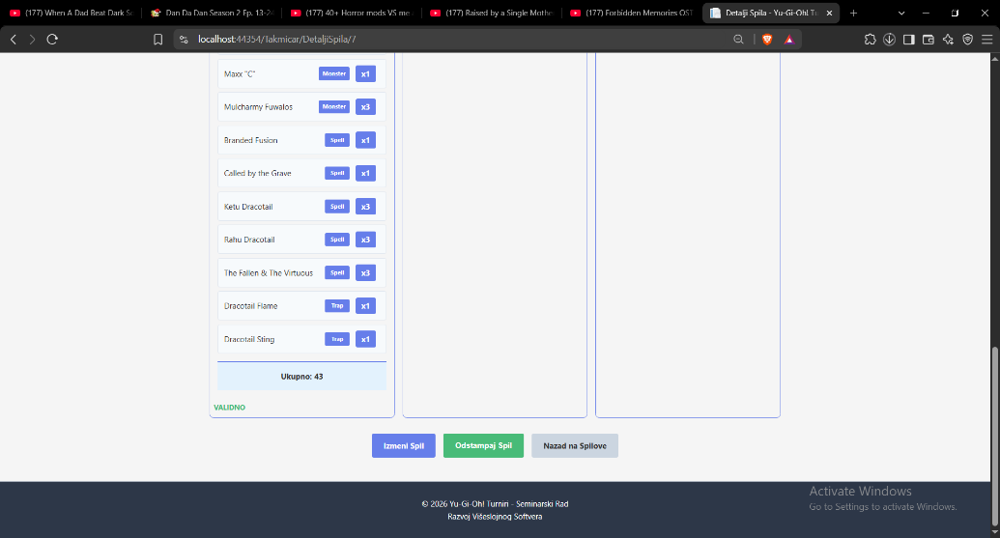 (177) When A Dad Beat Dark So
Dan Da Dan Season 2 Ep. 13-24
(177) 40+ Horror mods VS me
(177) Raised by a Single Mothe
(177) Forbidden Memories OST
Detalji Spila - Yu-Gi-Oh! Tu
localhost:44354/Takmicar/DetaljiSpila/7
Maxx "C" Monster x1
Mulcharmy Fuwalos Monster x3
Branded Fusion Spell x1
Called by the Grave Spell x1
Ketu Dracotail Spell x3
Rahu Dracotail Spell x3
The Fallen & The Virtuous Spell x3
Dracotail Flame Trap x1
Dracotail Sting Trap x1
Ukupno: 43
VALIDNO
Izmeni Spil
Odstampaj Spil
Nazad na Spilove
© 2026 Yu-Gi-Oh! Turniri - Seminarski Rad
Razvoj Višeslojnog Softvera
Activate Windows
Go to Settings to activate Windows.